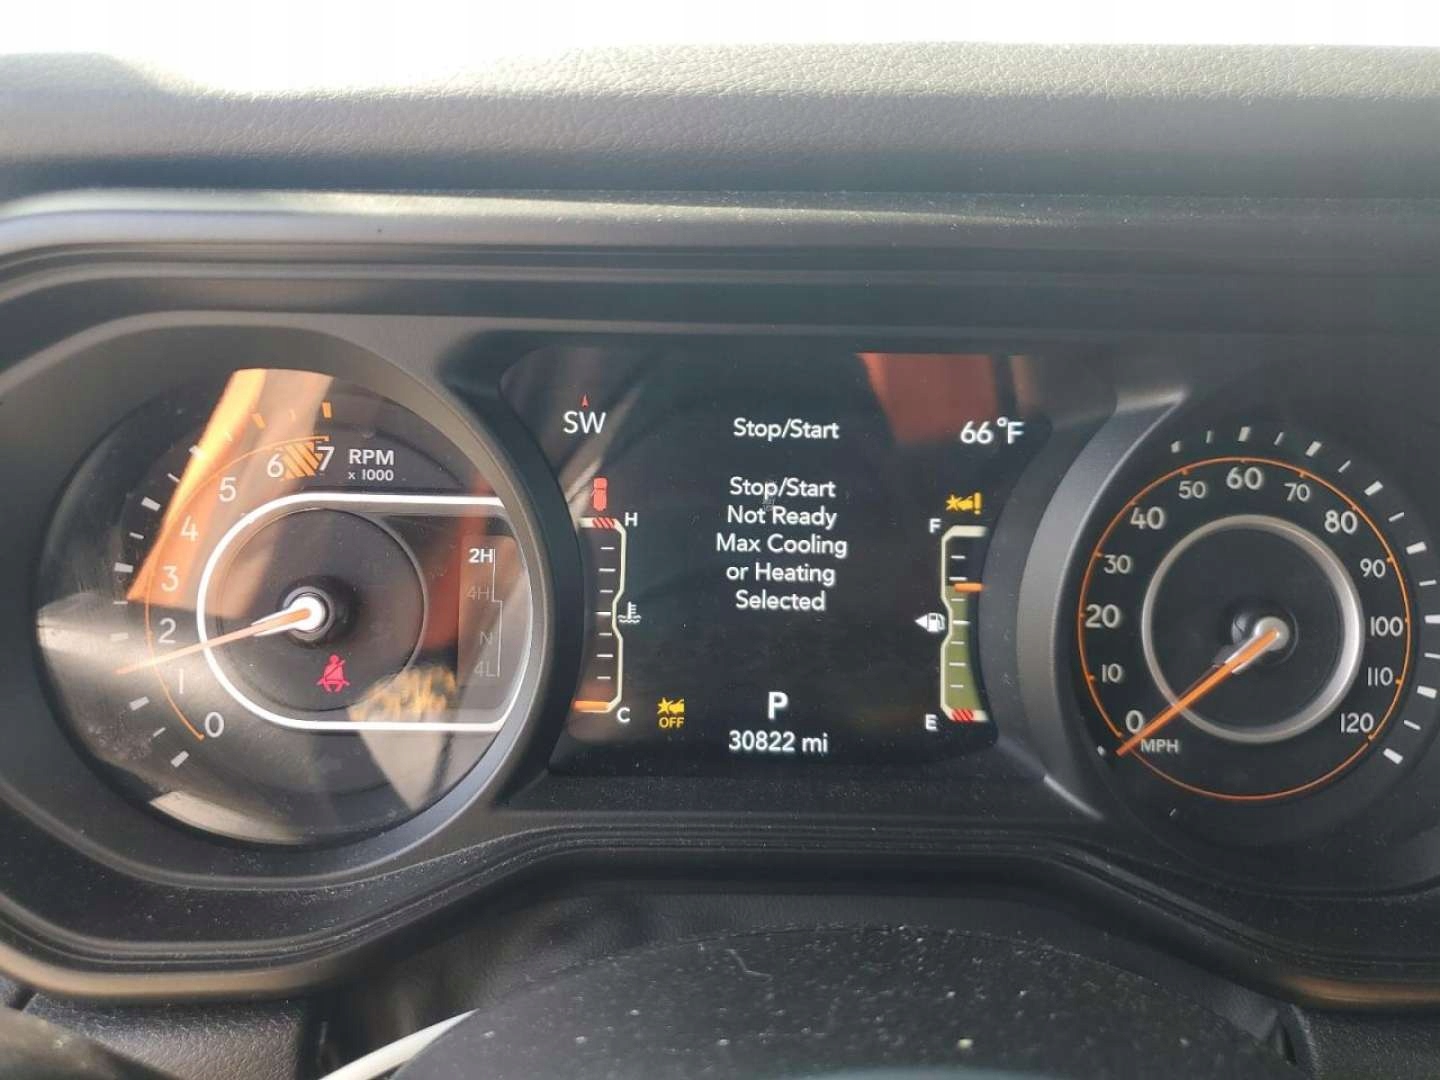 6 7 RPM
x 1000
5
4
3
2
1
0
2H
4H
N
4L
SW
Stop/Start
66°F
Stop/Start
Not Ready
Max Cooling
or Heating
Selected
H
C
F
E
OFF
P
30822 mi
0
10
20
30
40
50
60
70
80
90
100
110
120
MPH